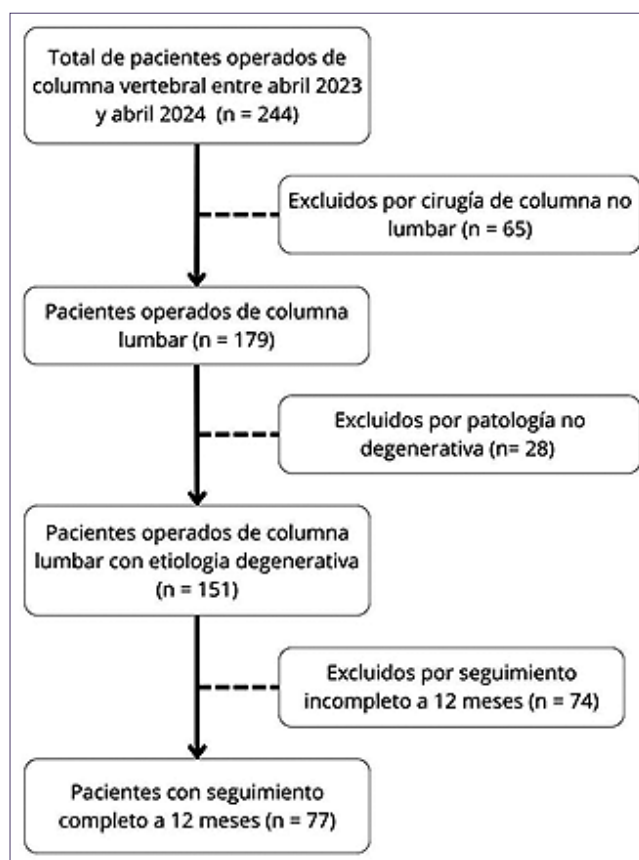 Total de pacientes operados de
columna vertebral entre abril 2023
y abril 2024 (n = 244)
Excluidos por cirugía de columna no
lumbar (n = 65)
Pacientes operados de columna
lumbar (n = 179)
Excluidos por patología no
degenerativa (n= 28)
Pacientes operados de columna
lumbar con etiologia degenerativa
(n = 151)
Excluidos por seguimiento
incompleto a 12 meses (n = 74)
Pacientes con seguimiento
completo a 12 meses (n = 77)